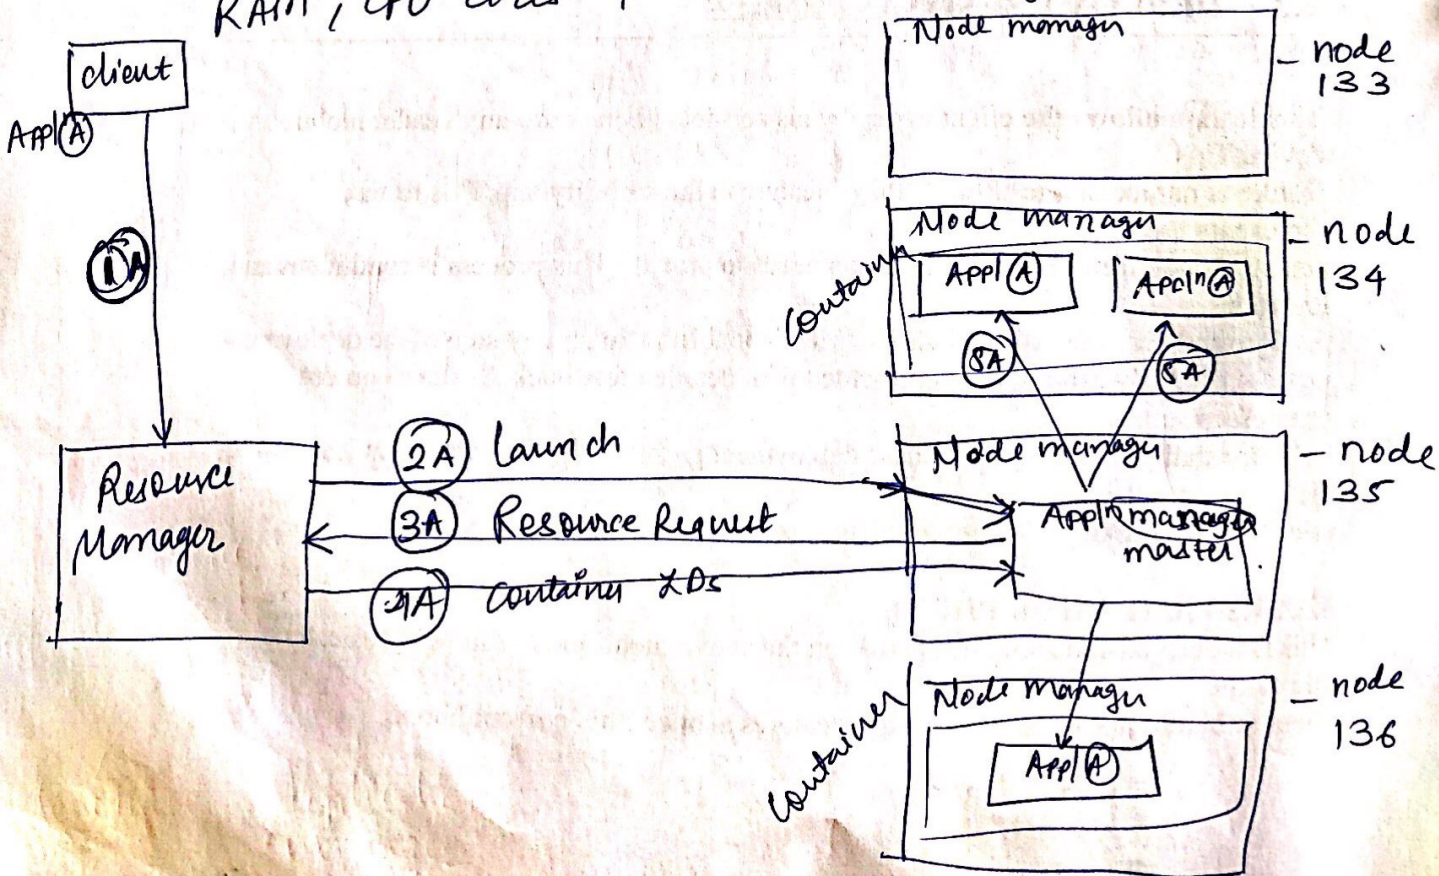 RAM, CPU
client
Appl A
1A
Resource
Manager
2A Launch
3A Resource Request
4A Container IDs
Node manager
- node
133
Node manager
- node
134
Container
Appl A
Appln A
5A
5A
Node manager
- node
135
Appln manager
master
Node manager
- node
136
Container
Appl A